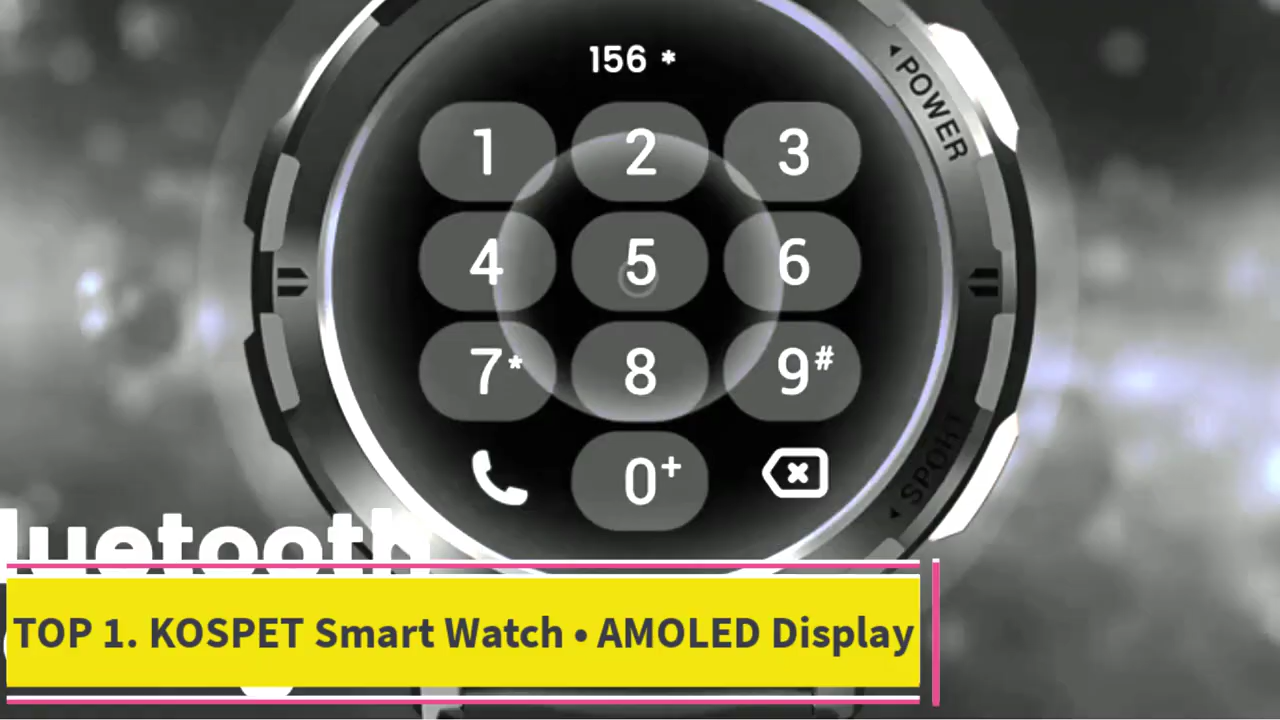 156 *
POWER
1 2 3
4 5 6
7* 8 9#
0+
SPORT
luetooth
TOP 1. KOSPET Smart Watch • AMOLED Display